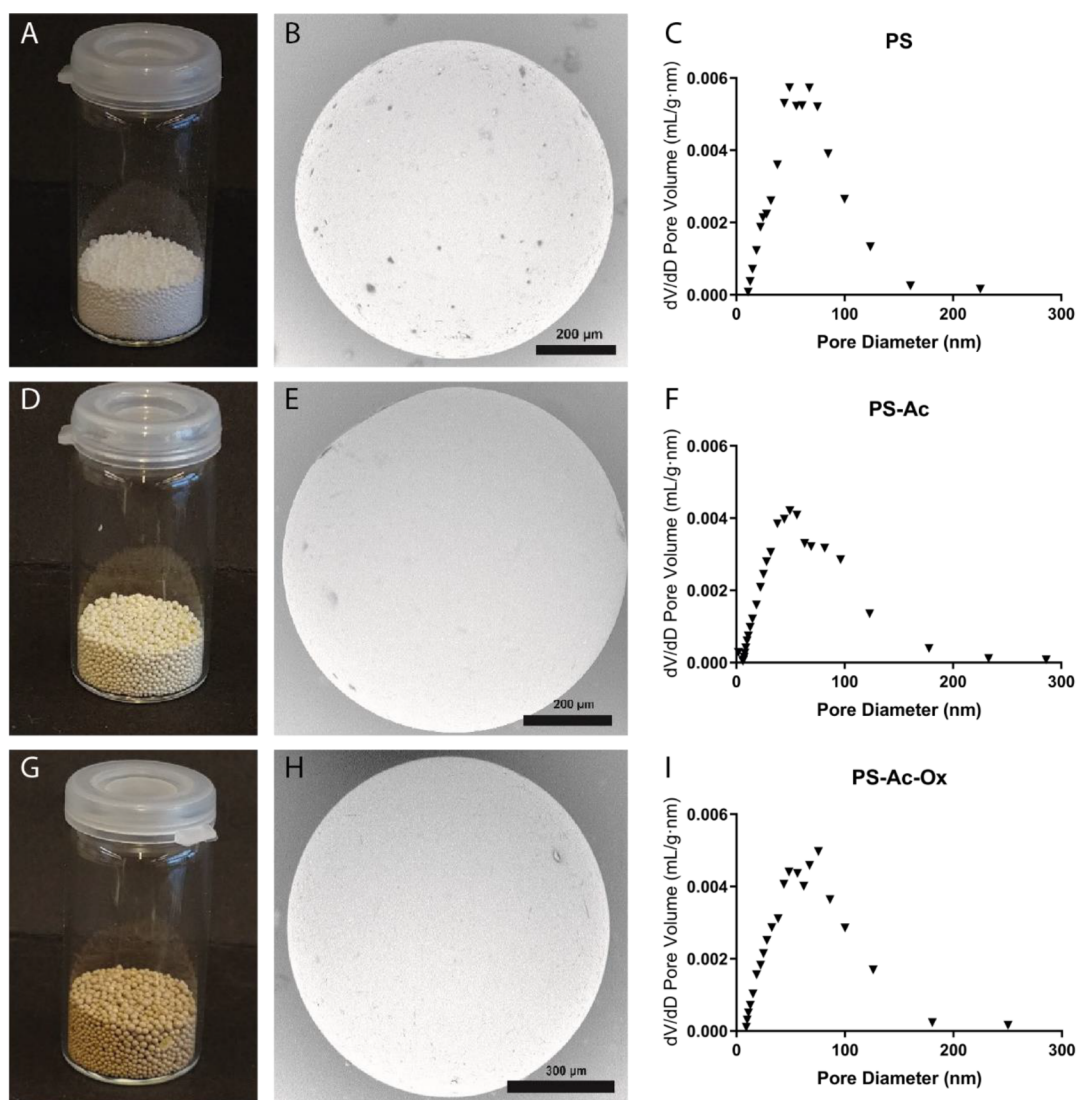 A
B
200 µm
C
PS
dV/dD Pore Volume (mL/g·nm)
0.006
0.004
0.002
0.000
0 100 200 300
Pore Diameter (nm)
D
E
200 µm
F
PS-Ac
dV/dD Pore Volume (mL/g·nm)
0.006
0.004
0.002
0.000
0 100 200 300
Pore Diameter (nm)
G
H
300 µm
I
PS-Ac-Ox
dV/dD Pore Volume (mL/g·nm)
0.006
0.004
0.002
0.000
0 100 200 300
Pore Diameter (nm)